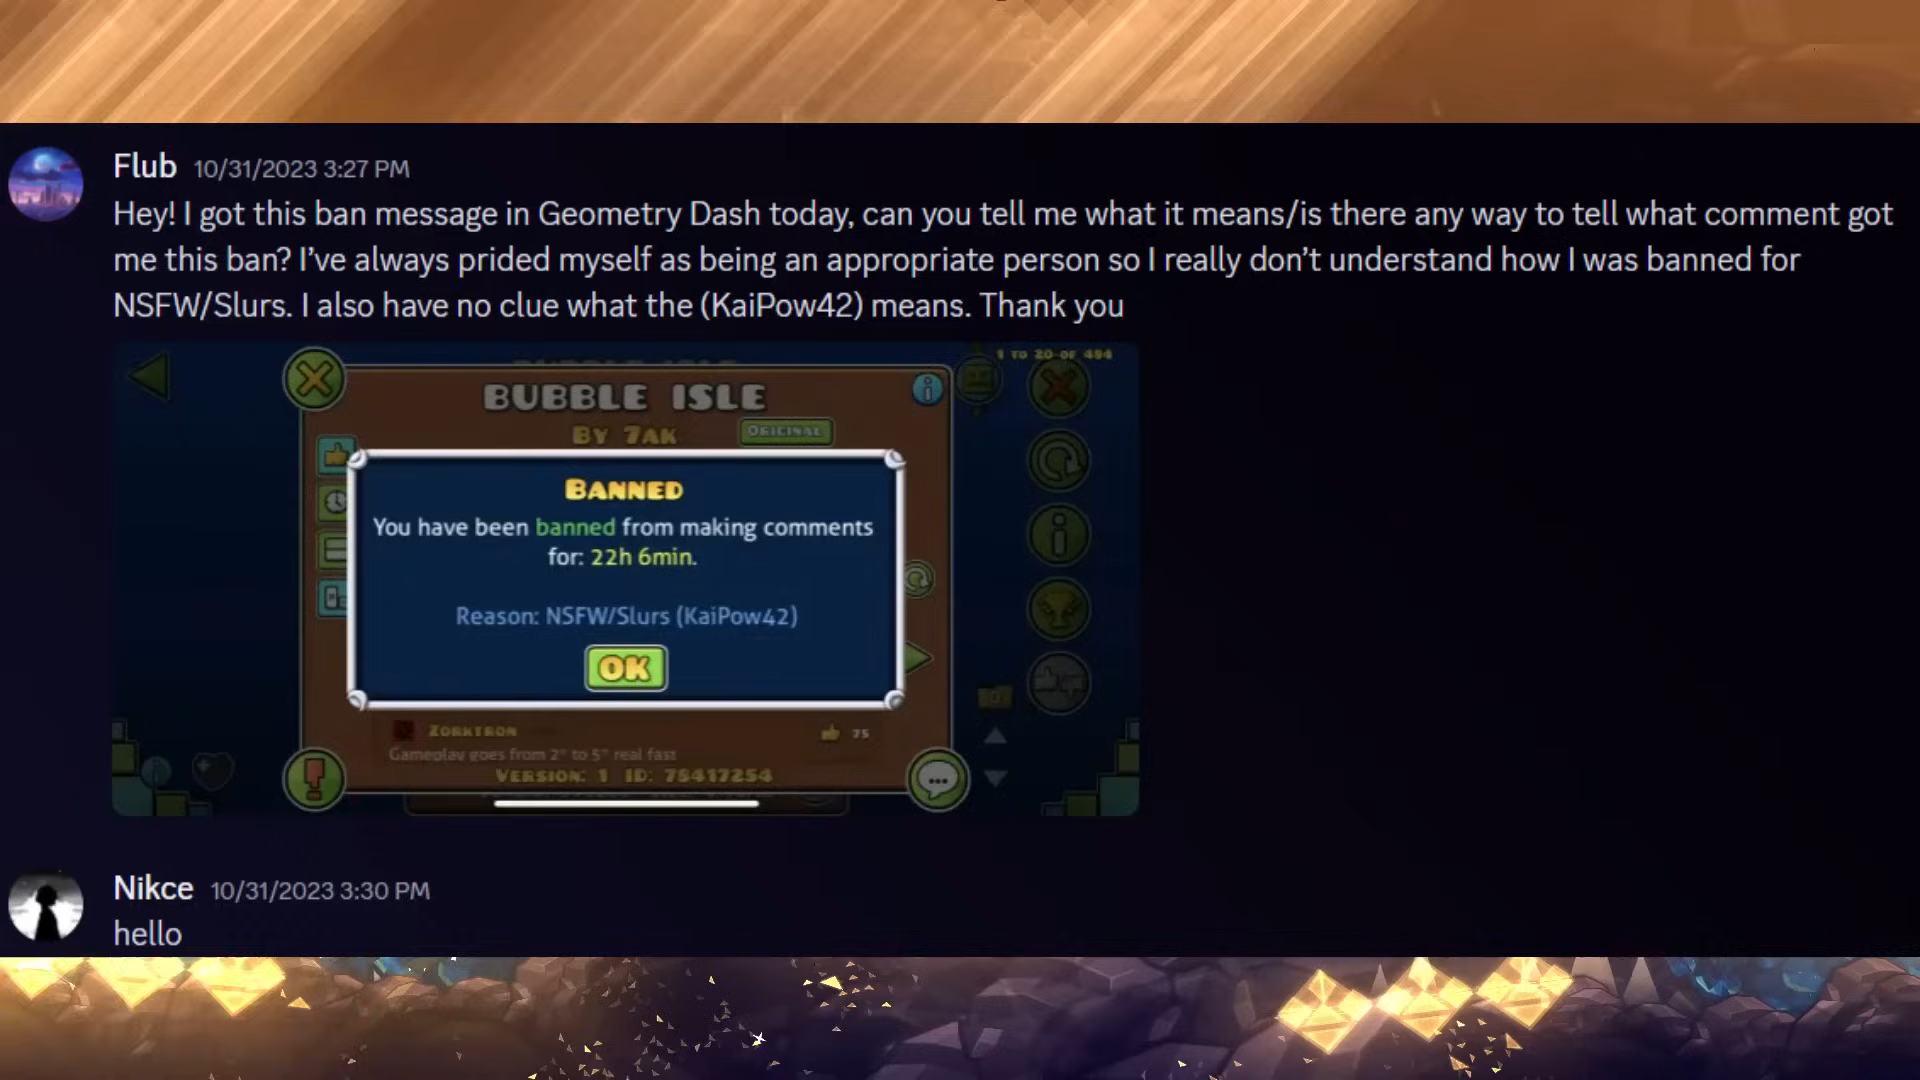 Flub 10/31/2023 3:27 PM
Hey! I got this ban message in Geometry Dash today, can you tell me what it means/is there any way to tell what comment got
me this ban? I’ve always prided myself as being an appropriate person so I really don’t understand how I was banned for
NSFW/Slurs. I also have no clue what the (KaiPow42) means. Thank you
1 TO 20 OF 494
BUBBLE ISLE
By 7AK
ORIGINAL
BANNED
You have been banned from making comments
for: 22h 6min.
Reason: NSFW/Slurs (KaiPow42)
OK
ZORKTRON
75
Gameplay goes from 2* to 5* real fast
VERSION: 1 ID: 75417254
Nikce 10/31/2023 3:30 PM
hello